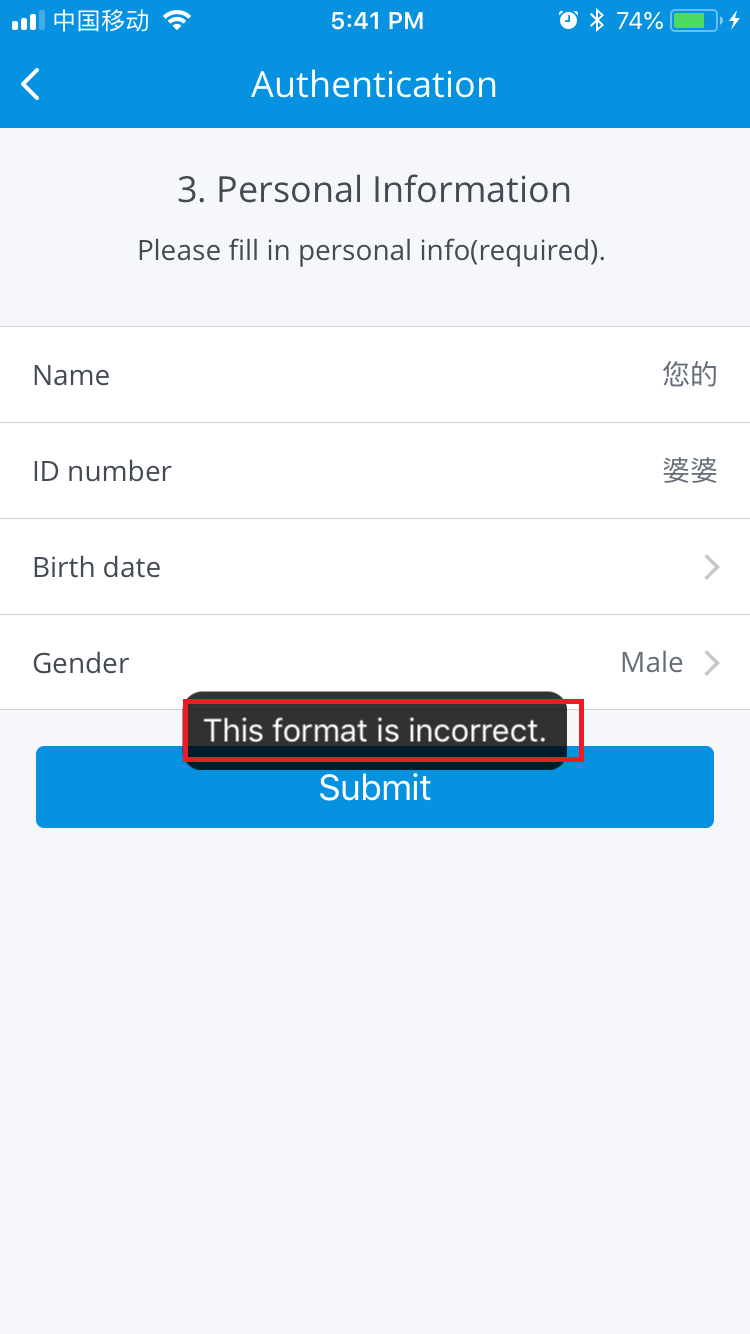 中国移动 5:41 PM 74%
Authentication
3. Personal Information
Please fill in personal info(required).
Name 您的
ID number 婆婆
Birth date
Gender Male
This format is incorrect.
Submit